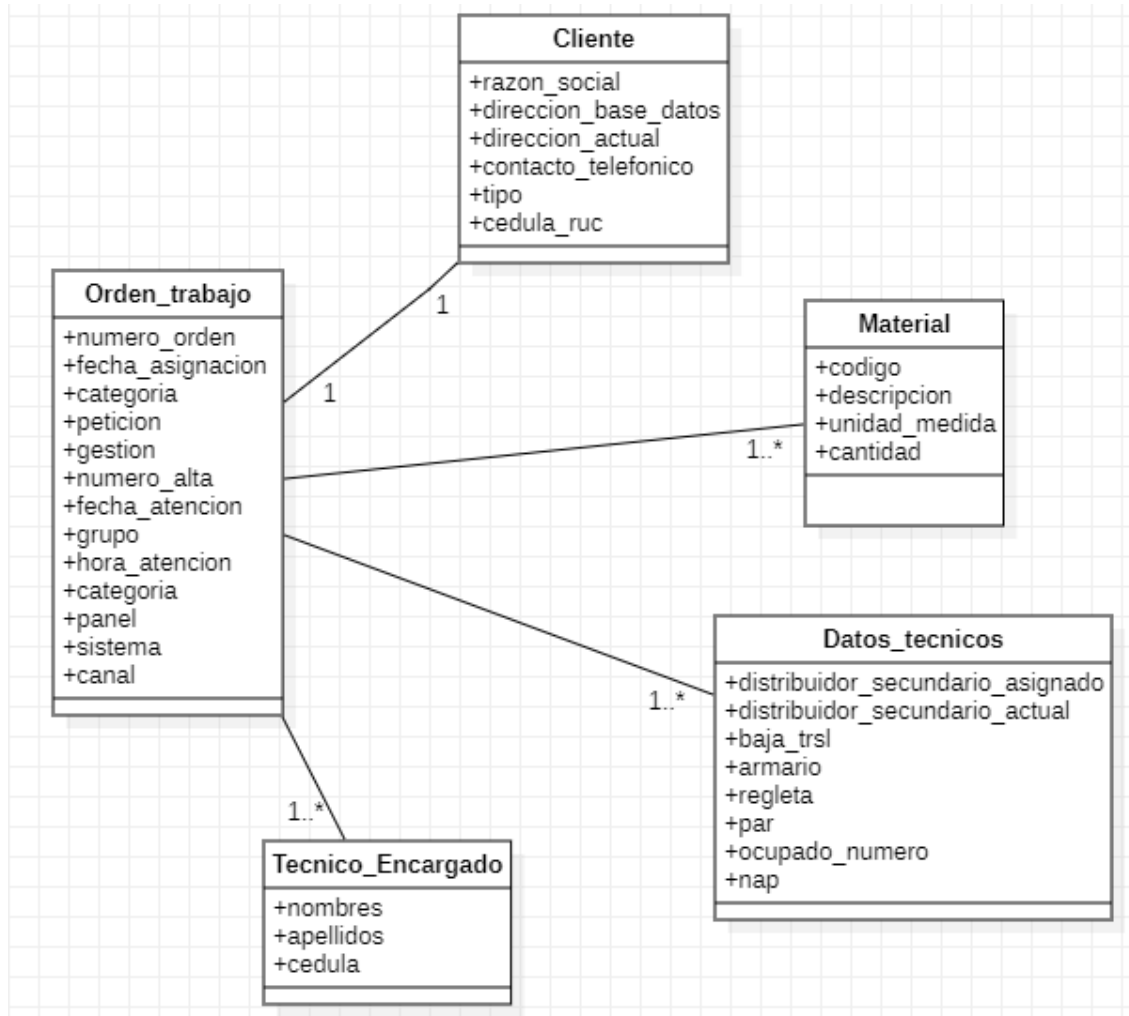 Cliente
+razon_social
+direccion_base_datos
+direccion_actual
+contacto_telefonico
+tipo
+cedula_ruc
1
1
Orden_trabajo
+numero_orden
+fecha_asignacion
+categoria
+peticion
+gestion
+numero_alta
+fecha_atencion
+grupo
+hora_atencion
+categoria
+panel
+sistema
+canal
Material
+codigo
+descripcion
+unidad_medida
+cantidad
1..*
Datos_tecnicos
+distribuidor_secundario_asignado
+distribuidor_secundario_actual
+baja_trsl
+armario
+regleta
+par
+ocupado_numero
+nap
1..*
1..*
Tecnico_Encargado
+nombres
+apellidos
+cedula